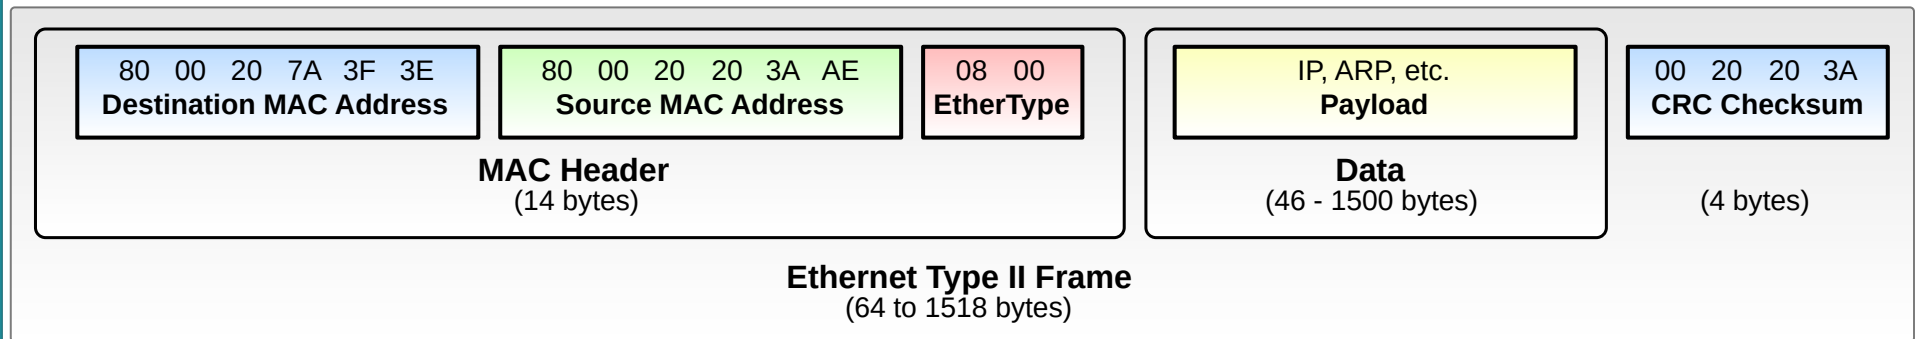 80 00 20 7A 3F 3E
Destination MAC Address
80 00 20 20 3A AE
Source MAC Address
08 00
EtherType
MAC Header
(14 bytes)
IP, ARP, etc.
Payload
Data
(46 - 1500 bytes)
00 20 20 3A
CRC Checksum
(4 bytes)
Ethernet Type II Frame
(64 to 1518 bytes)